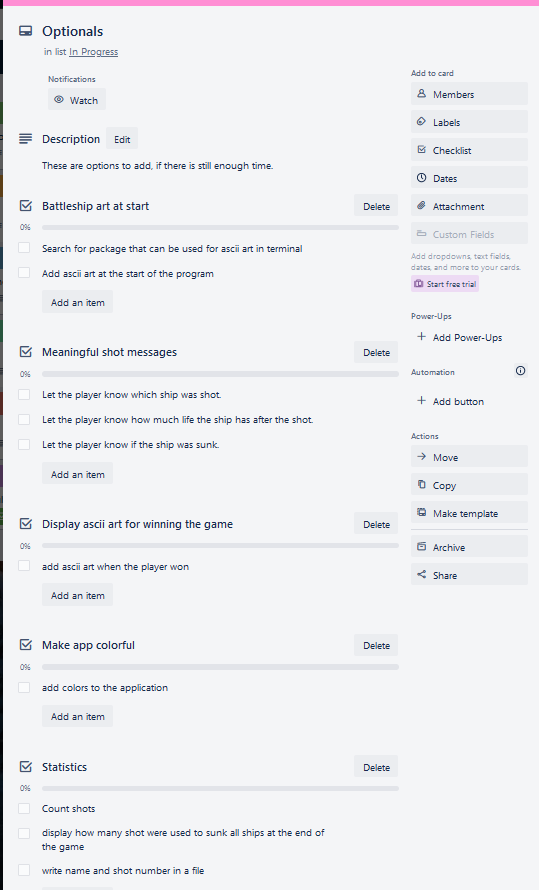 Optionals
in list In Progress
Notifications
Watch
Description Edit
These are options to add, if there is still enough time.
Battleship art at start Delete
0%
Search for package that can be used for ascii art in terminal
Add ascii art at the start of the program
Add an item
Meaningful shot messages Delete
0%
Let the player know which ship was shot.
Let the player know how much life the ship has after the shot.
Let the player know if the ship was sunk.
Add an item
Display ascii art for winning the game Delete
0%
add ascii art when the player won
Add an item
Make app colorful Delete
0%
add colors to the application
Add an item
Statistics Delete
0%
Count shots
display how many shot were used to sunk all ships at the end of
the game
write name and shot number in a file
Add to card
Members
Labels
Checklist
Dates
Attachment
Custom Fields
Add dropdowns, text fields,
dates, and more to your cards.
Start free trial
Power-Ups
+ Add Power-Ups
Automation
+ Add button
Actions
Move
Copy
Make template
Archive
Share